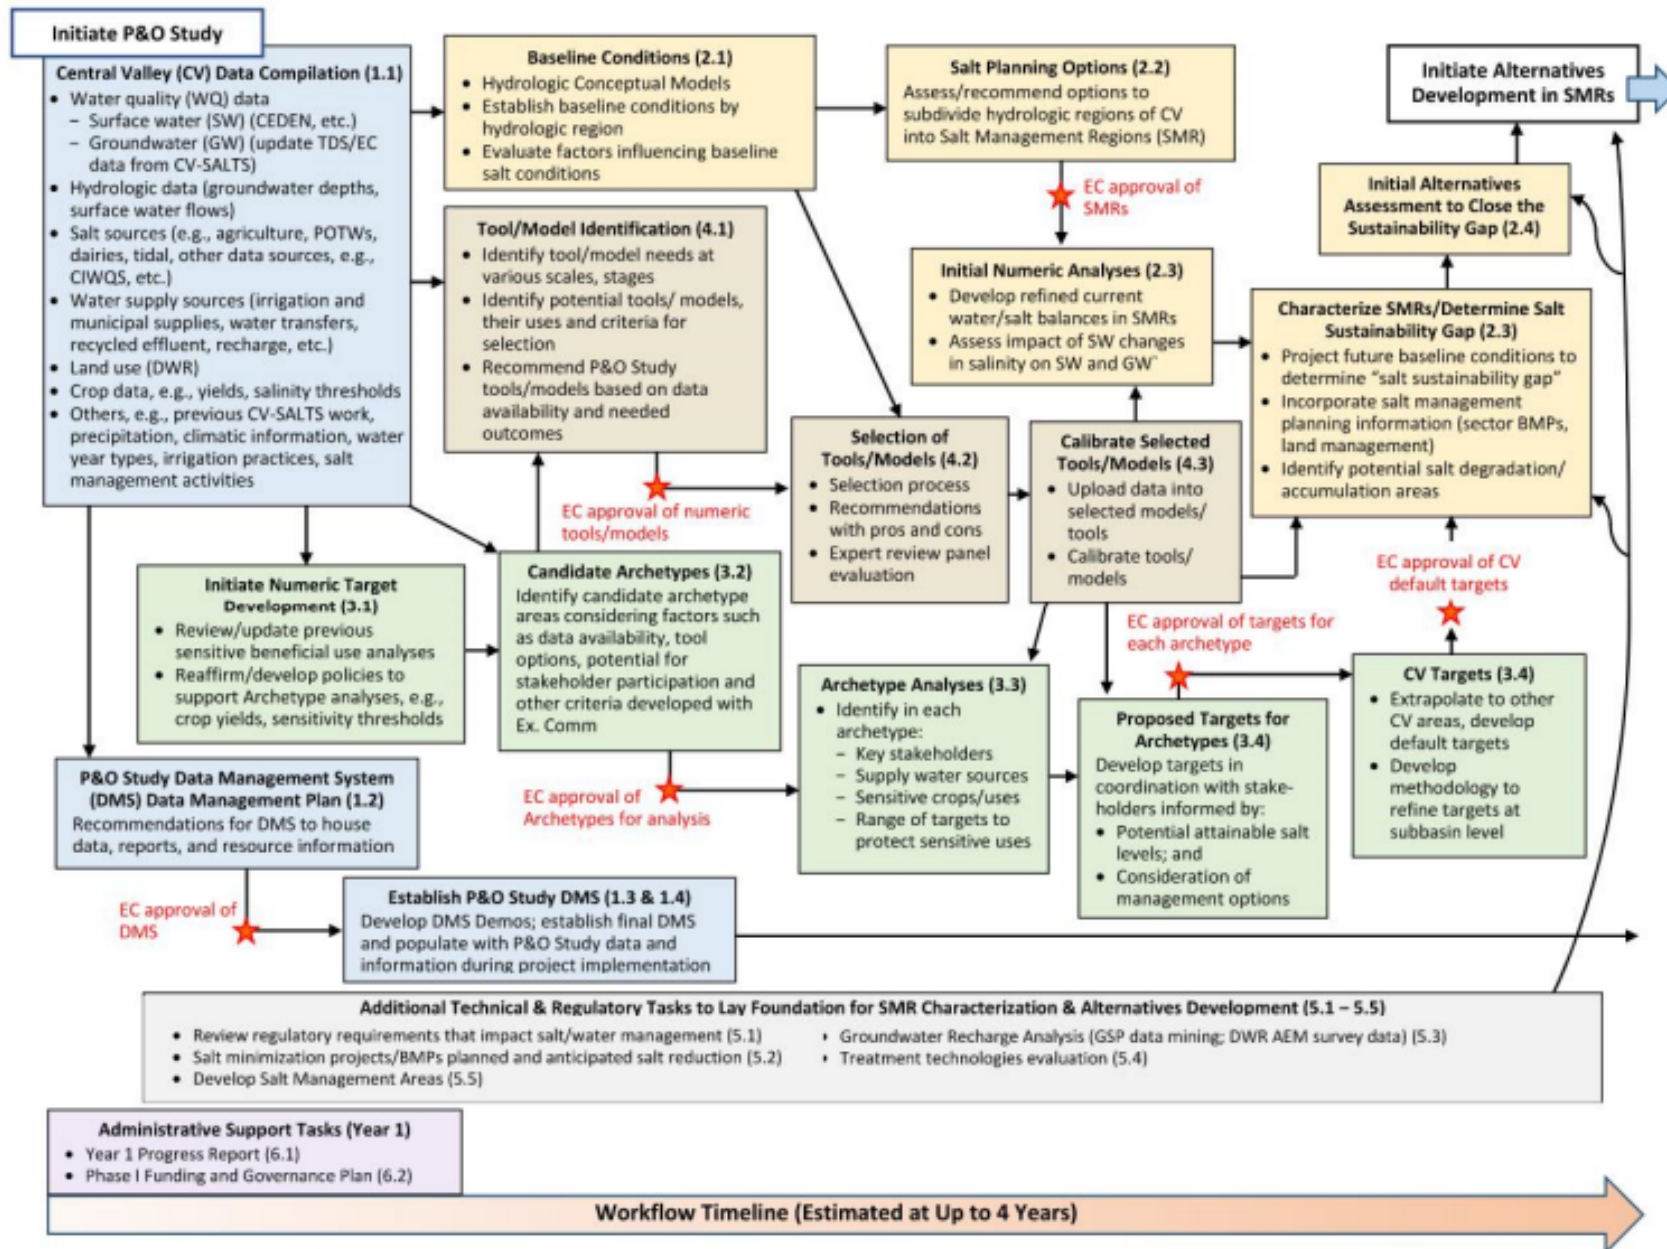 Initiate P&O Study
Central Valley (CV) Data Compilation (1.1)
• Water quality (WQ) data
– Surface water (SW) (CEDEN, etc.)
– Groundwater (GW) (update TDS/EC
data from CV-SALTS)
• Hydrologic data (groundwater depths,
surface water flows)
• Salt sources (e.g., agriculture, POTWs,
dairies, tidal, other data sources, e.g.,
CIWQS, etc.)
• Water supply sources (irrigation and
municipal supplies, water transfers,
recycled effluent, recharge, etc.)
• Land use (DWR)
• Crop data, e.g., yields, salinity thresholds
• Others, e.g., previous CV-SALTS work,
precipitation, climatic information, water
year types, irrigation practices, salt
management activities
Baseline Conditions (2.1)
• Hydrologic Conceptual Models
• Establish baseline conditions by
hydrologic region
• Evaluate factors influencing baseline
salt conditions
Salt Planning Options (2.2)
Assess/recommend options to
subdivide hydrologic regions of CV
into Salt Management Regions (SMR)
EC approval of
SMRs
Initiate Alternatives
Development in SMRs
Initial Alternatives
Assessment to Close the
Sustainability Gap (2.4)
Tool/Model Identification (4.1)
• Identify tool/model needs at
various scales, stages
• Identify potential tools/ models,
their uses and criteria for
selection
• Recommend P&O Study
tools/models based on data
availability and needed
outcomes
EC approval of numeric
tools/models
Initial Numeric Analyses (2.3)
• Develop refined current
water/salt balances in SMRs
• Assess impact of SW changes
in salinity on SW and GW`
Characterize SMRs/Determine Salt
Sustainability Gap (2.3)
• Project future baseline conditions to
determine “salt sustainability gap”
• Incorporate salt management
planning information (sector BMPs,
land management)
• Identify potential salt degradation/
accumulation areas
Selection of
Tools/Models (4.2)
• Selection process
• Recommendations
with pros and cons
• Expert review panel
evaluation
Calibrate Selected
Tools/Models (4.3)
• Upload data into
selected models/
tools
• Calibrate tools/
models
EC approval of CV
default targets
EC approval of targets for
each archetype
Initiate Numeric Target
Development (3.1)
• Review/update previous
sensitive beneficial use analyses
• Reaffirm/develop policies to
support Archetype analyses, e.g.,
crop yields, sensitivity thresholds
Candidate Archetypes (3.2)
Identify candidate archetype
areas considering factors such
as data availability, tool
options, potential for
stakeholder participation and
other criteria developed with
Ex. Comm
EC approval of
Archetypes for analysis
Archetype Analyses (3.3)
• Identify in each
archetype:
– Key stakeholders
– Supply water sources
– Sensitive crops/uses
– Range of targets to
protect sensitive uses
Proposed Targets for
Archetypes (3.4)
Develop targets in
coordination with stake-
holders informed by:
• Potential attainable salt
levels; and
• Consideration of
management options
CV Targets (3.4)
• Extrapolate to other
CV areas, develop
default targets
• Develop
methodology to
refine targets at
subbasin level
P&O Study Data Management System
(DMS) Data Management Plan (1.2)
Recommendations for DMS to house
data, reports, and resource information
EC approval of
DMS
Establish P&O Study DMS (1.3 & 1.4)
Develop DMS Demos; establish final DMS
and populate with P&O Study data and
information during project implementation
Additional Technical & Regulatory Tasks to Lay Foundation for SMR Characterization & Alternatives Development (5.1 – 5.5)
• Review regulatory requirements that impact salt/water management (5.1)
• Salt minimization projects/BMPs planned and anticipated salt reduction (5.2)
• Develop Salt Management Areas (5.5)
• Groundwater Recharge Analysis (GSP data mining; DWR AEM survey data) (5.3)
• Treatment technologies evaluation (5.4)
Administrative Support Tasks (Year 1)
• Year 1 Progress Report (6.1)
• Phase I Funding and Governance Plan (6.2)
Workflow Timeline (Estimated at Up to 4 Years)